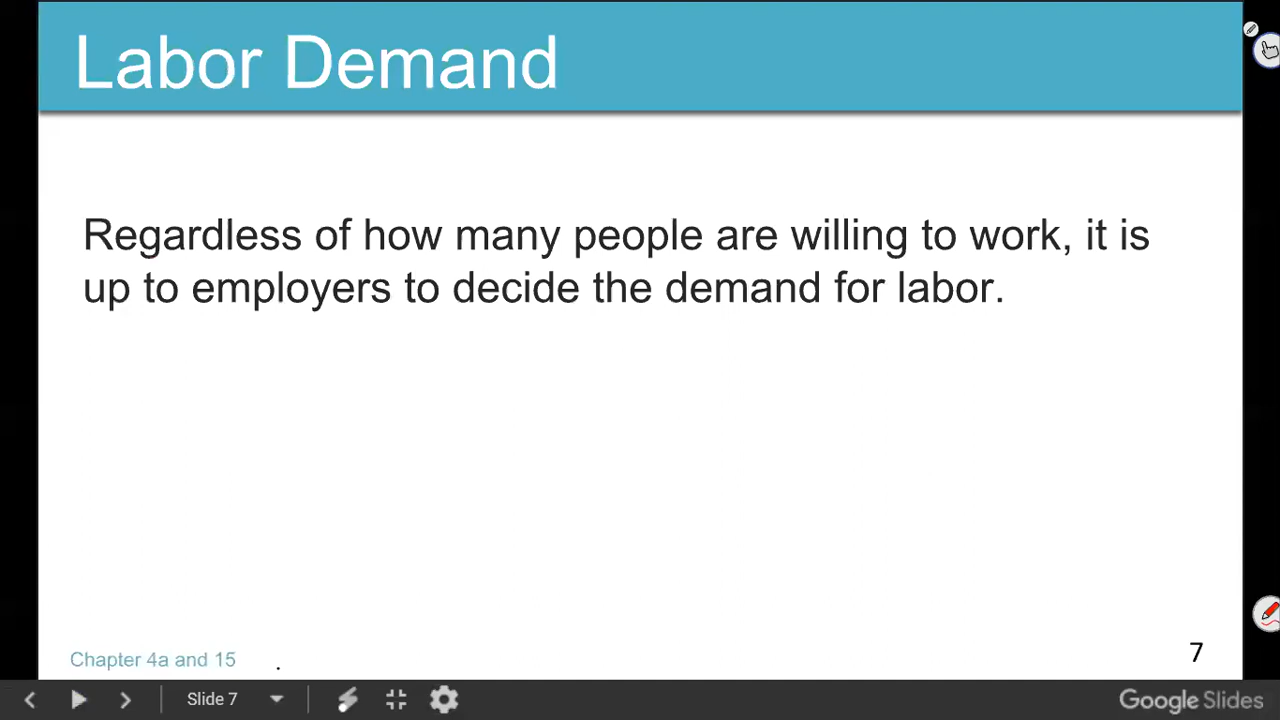 Labor Demand
Regardless of how many people are willing to work, it is
up to employers to decide the demand for labor.
Chapter 4a and 15 .
7
Slide 7
Google Slides